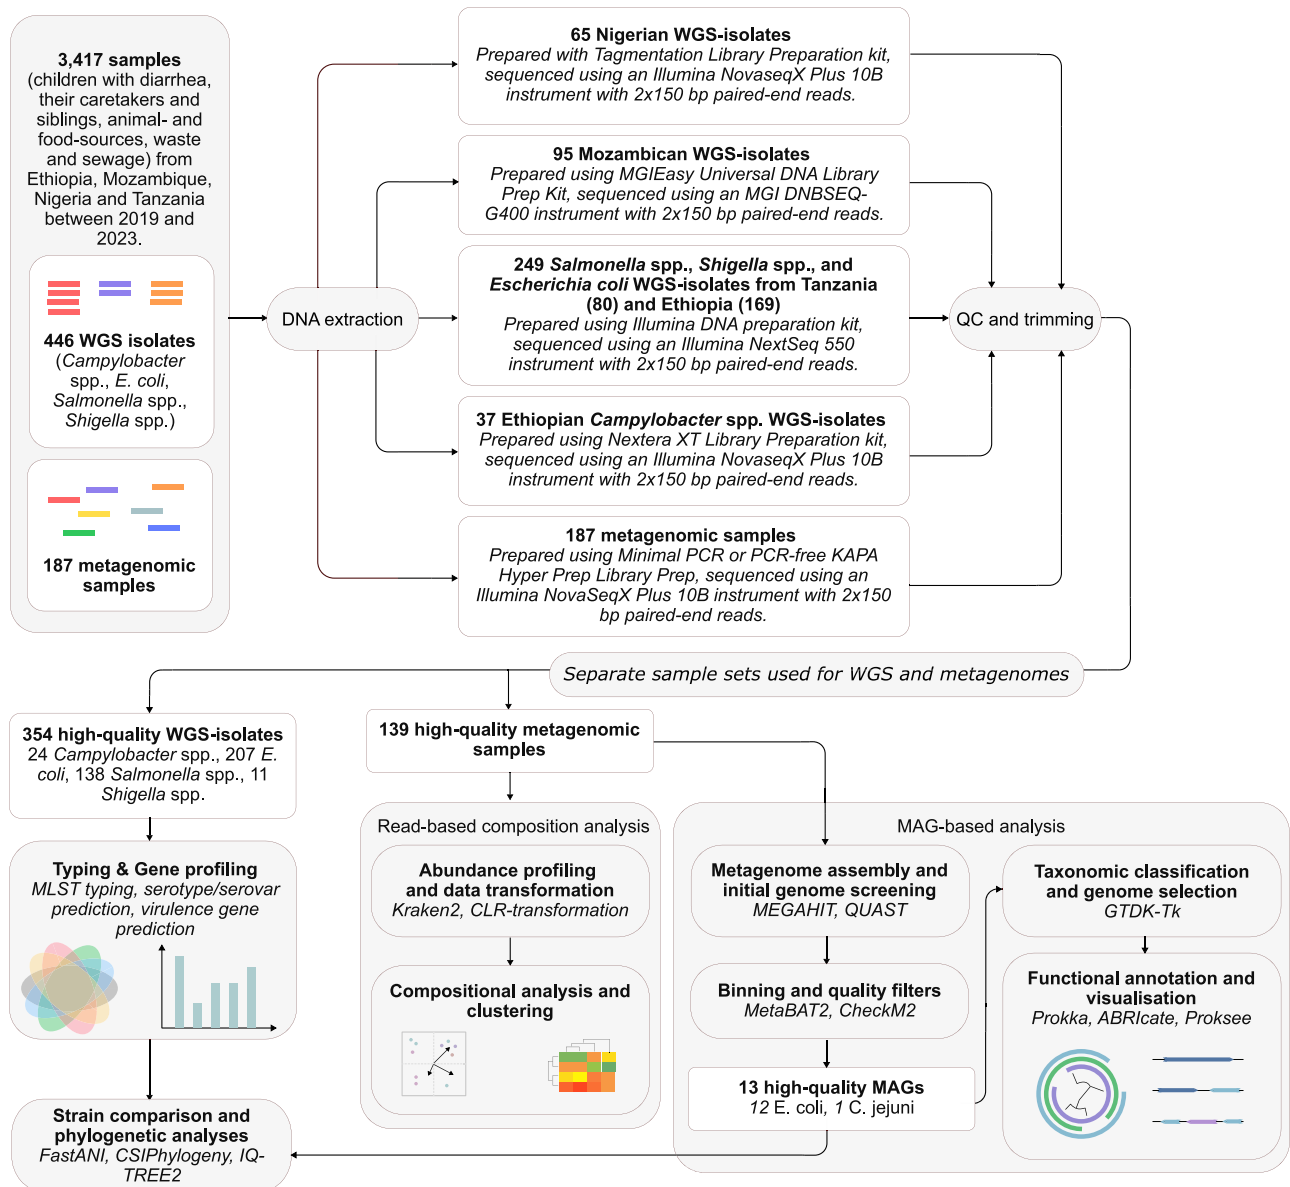 3,417 samples
(children with diarrhea,
their caretakers and
siblings, animal- and
food-sources, waste
and sewage) from
Ethiopia, Mozambique,
Nigeria and Tanzania
between 2019 and
2023.
446 WGS isolates
(Campylobacter
spp., E. coli,
Salmonella spp.,
Shigella spp.)
187 metagenomic
samples
DNA extraction
65 Nigerian WGS-isolates
Prepared with Tagmentation Library Preparation kit,
sequenced using an Illumina NovaseqX Plus 10B
instrument with 2x150 bp paired-end reads.
95 Mozambican WGS-isolates
Prepared using MGIEasy Universal DNA Library
Prep Kit, sequenced using an MGI DNBSEQ-
G400 instrument with 2x150 bp paired-end reads.
249 Salmonella spp., Shigella spp., and
Escherichia coli WGS-isolates from Tanzania
(80) and Ethiopia (169)
Prepared using Illumina DNA preparation kit,
sequenced using an Illumina NextSeq 550
instrument with 2x150 bp paired-end reads.
37 Ethiopian Campylobacter spp. WGS-isolates
Prepared using Nextera XT Library Preparation kit,
sequenced using an Illumina NovaseqX Plus 10B
instrument with 2x150 bp paired-end reads.
187 metagenomic samples
Prepared using Minimal PCR or PCR-free KAPA
Hyper Prep Library Prep, sequenced using an
Illumina NovaSeqX Plus 10B instrument with 2x150
bp paired-end reads.
QC and trimming
Separate sample sets used for WGS and metagenomes
354 high-quality WGS-isolates
24 Campylobacter spp., 207 E.
coli, 138 Salmonella spp., 11
Shigella spp.
Typing & Gene profiling
MLST typing, serotype/serovar
prediction, virulence gene
prediction
Strain comparison and
phylogenetic analyses
FastANI, CSIPhylogeny, IQ-
TREE2
139 high-quality metagenomic
samples
Read-based composition analysis
Abundance profiling
and data transformation
Kraken2, CLR-transformation
Compositional analysis and
clustering
MAG-based analysis
Metagenome assembly and
initial genome screening
MEGAHIT, QUAST
Binning and quality filters
MetaBAT2, CheckM2
13 high-quality MAGs
12 E. coli, 1 C. jejuni
Taxonomic classification
and genome selection
GTDK-Tk
Functional annotation and
visualisation
Prokka, ABRIcate, Proksee